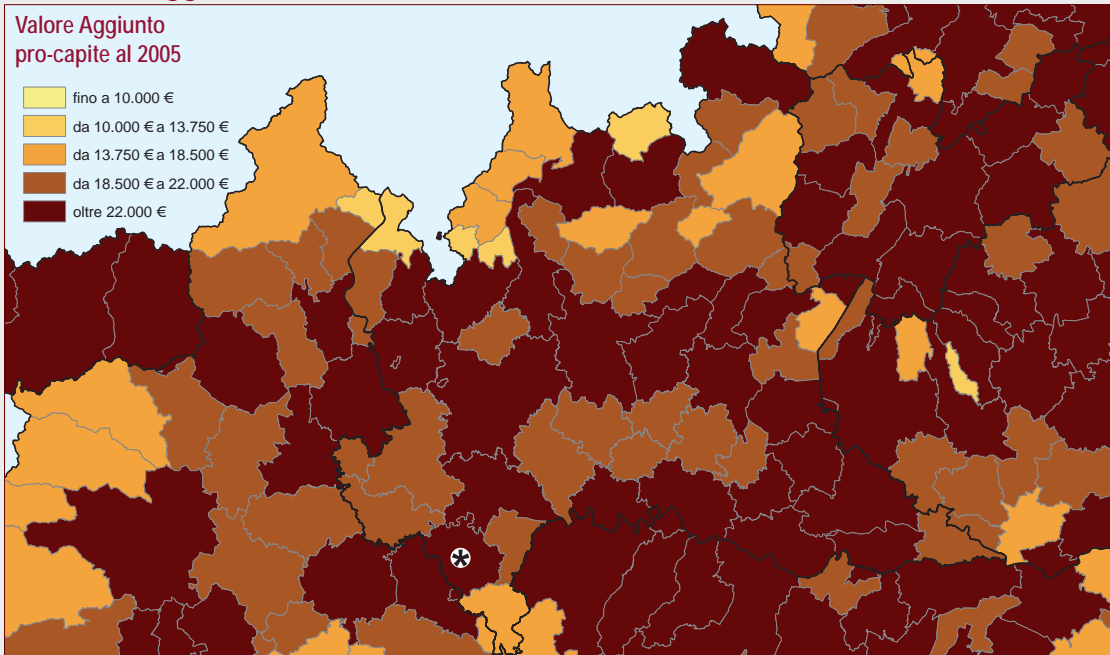 Valore Aggiunto
pro-capite al 2005
fino a 10.000 €
da 10.000 € a 13.750 €
da 13.750 € a 18.500 €
da 18.500 € a 22.000 €
oltre 22.000 €
*